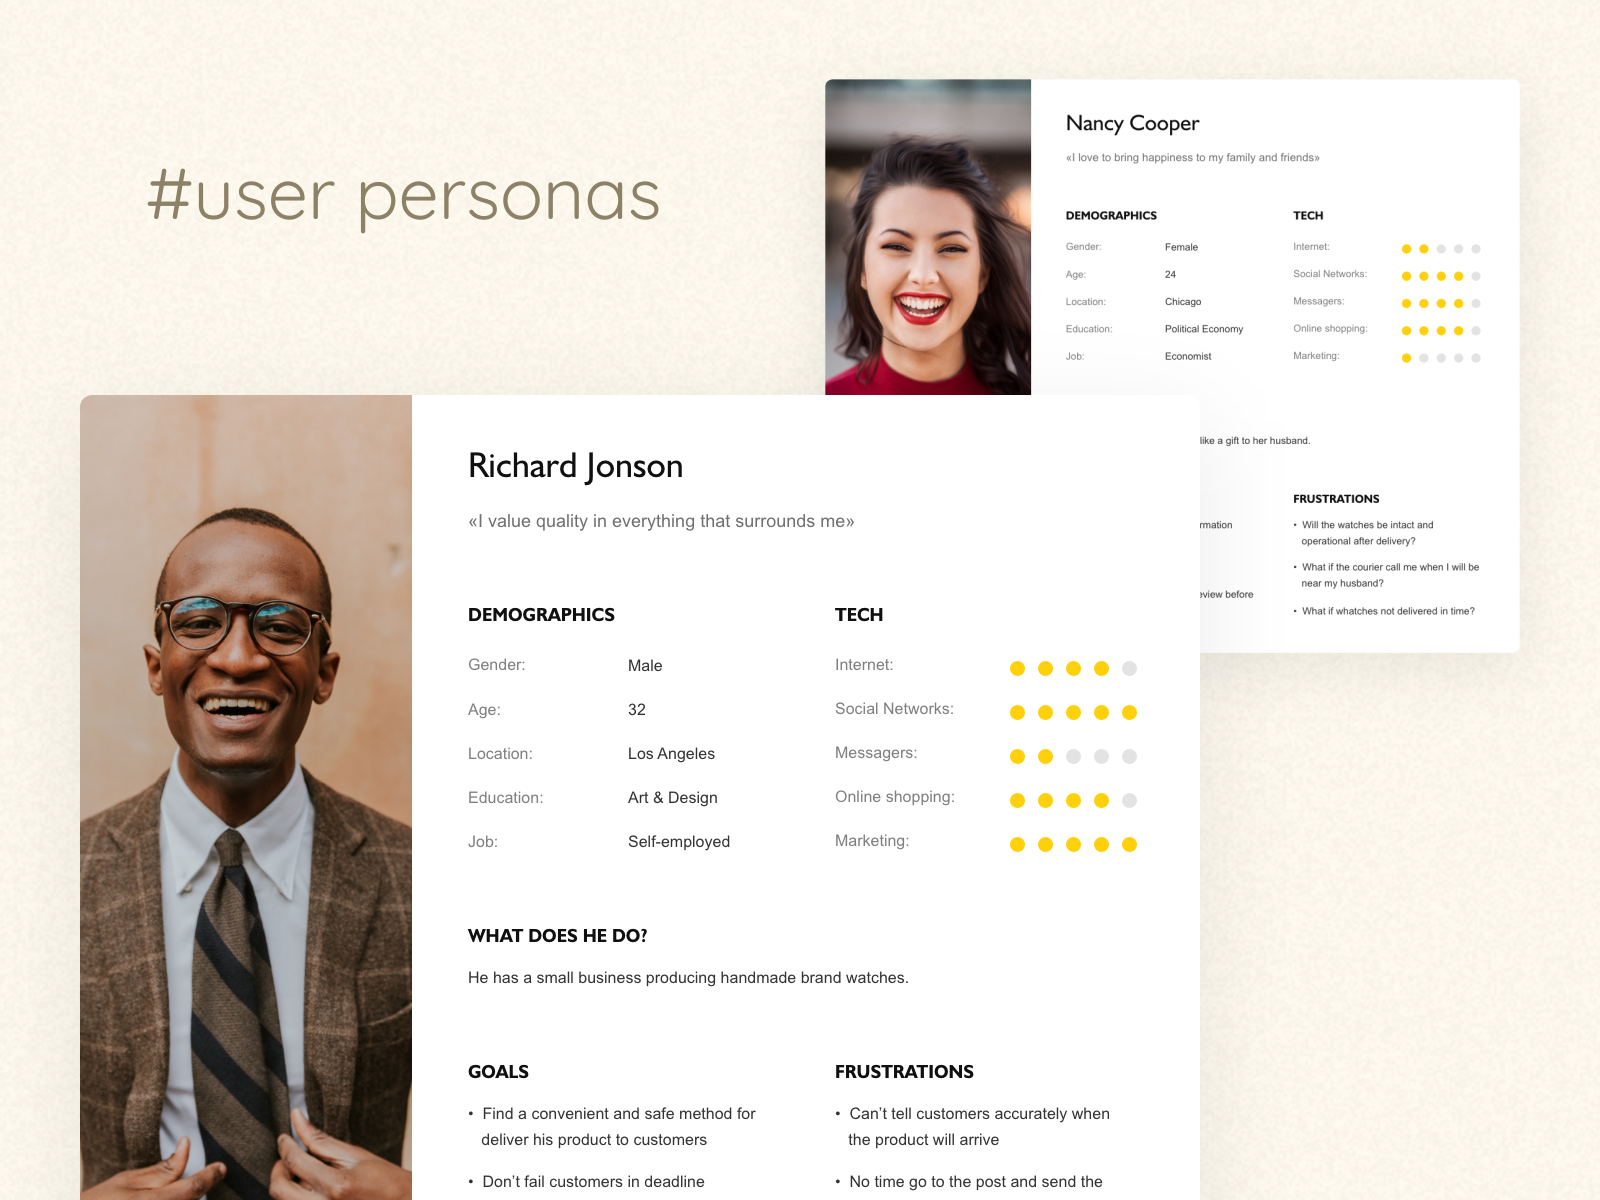 #user personas
Nancy Cooper
«I love to bring happiness to my family and friends»
DEMOGRAPHICS
Gender: Female
Age: 24
Location: Chicago
Education: Political Economy
Job: Economist
TECH
Internet:
Social Networks:
Messagers:
Online shopping:
Marketing:
like a gift to her husband.
rmation
eview before
FRUSTRATIONS
• Will the watches be intact and
operational after delivery?
• What if the courier call me when I will be
near my husband?
• What if whatches not delivered in time?
Richard Jonson
«I value quality in everything that surrounds me»
DEMOGRAPHICS
Gender: Male
Age: 32
Location: Los Angeles
Education: Art & Design
Job: Self-employed
TECH
Internet:
Social Networks:
Messagers:
Online shopping:
Marketing:
WHAT DOES HE DO?
He has a small business producing handmade brand watches.
GOALS
• Find a convenient and safe method for
deliver his product to customers
• Don’t fail customers in deadline
FRUSTRATIONS
• Can’t tell customers accurately when
the product will arrive
• No time go to the post and send the